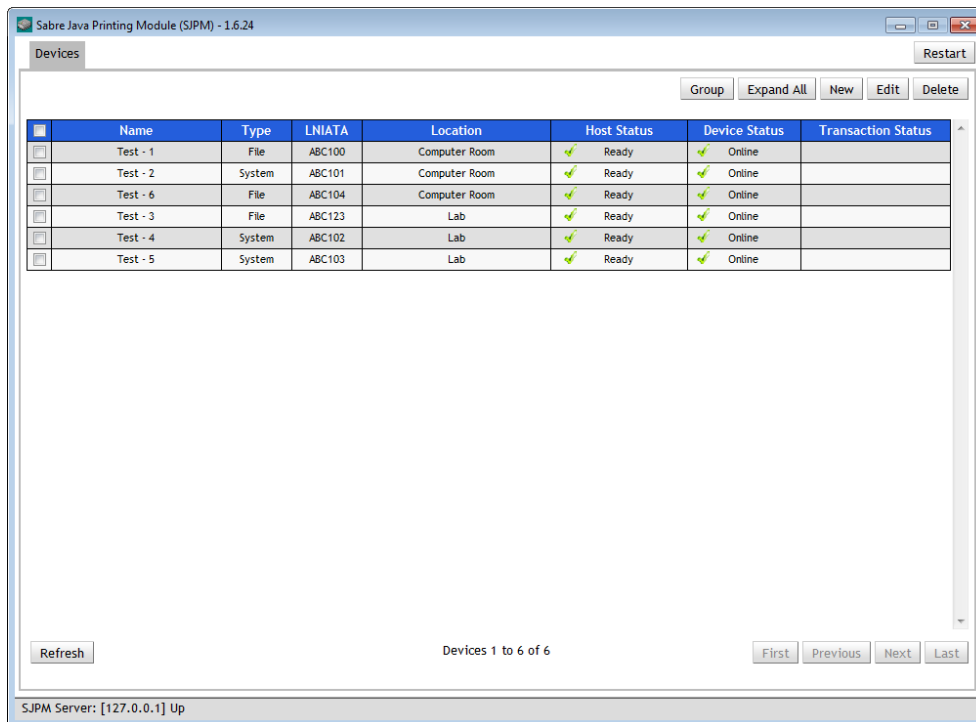 Sabre Java Printing Module (SJPM) - 1.6.24
Devices Restart
Group Expand All New Edit Delete
Name Type LNIATA Location Host Status Device Status Transaction Status
Test - 1 File ABC100 Computer Room Ready Online
Test - 2 System ABC101 Computer Room Ready Online
Test - 6 File ABC104 Computer Room Ready Online
Test - 3 File ABC123 Lab Ready Online
Test - 4 System ABC102 Lab Ready Online
Test - 5 System ABC103 Lab Ready Online
Refresh Devices 1 to 6 of 6 First Previous Next Last
SJPM Server: [127.0.0.1] Up